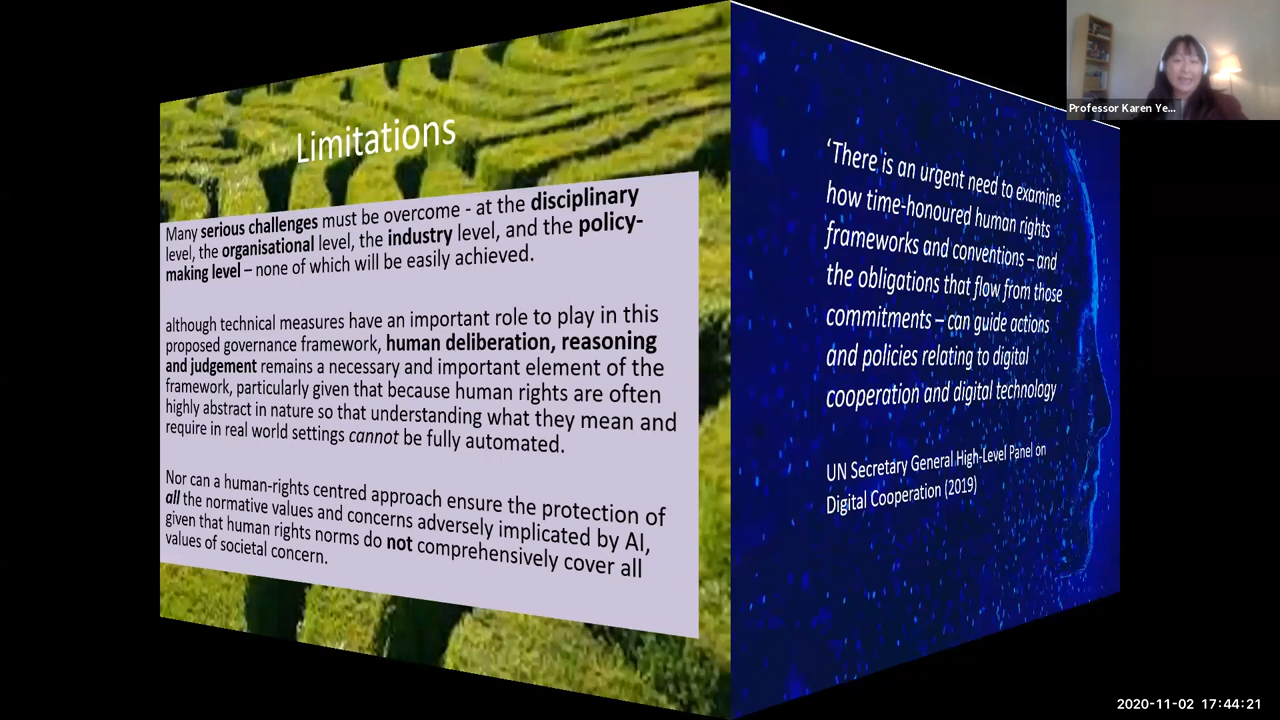 Limitations
Many serious challenges must be overcome - at the disciplinary
level, the organisational level, the industry level, and the policy-
making level – none of which will be easily achieved.
although technical measures have an important role to play in this
proposed governance framework, human deliberation, reasoning
and judgement remains a necessary and important element of the
framework, particularly given that because human rights are often
highly abstract in nature so that understanding what they mean and
require in real world settings cannot be fully automated.
Nor can a human-rights centred approach ensure the protection of
all the normative values and concerns adversely implicated by AI,
given that human rights norms do not comprehensively cover all
values of societal concern.
‘There is an urgent need to examine
how time-honoured human rights
frameworks and conventions – and
the obligations that flow from those
commitments – can guide actions
and policies relating to digital
cooperation and digital technology
UN Secretary General High-Level Panel on
Digital Cooperation (2019)
Professor Karen Ye...
2020-11-02 17:44:21